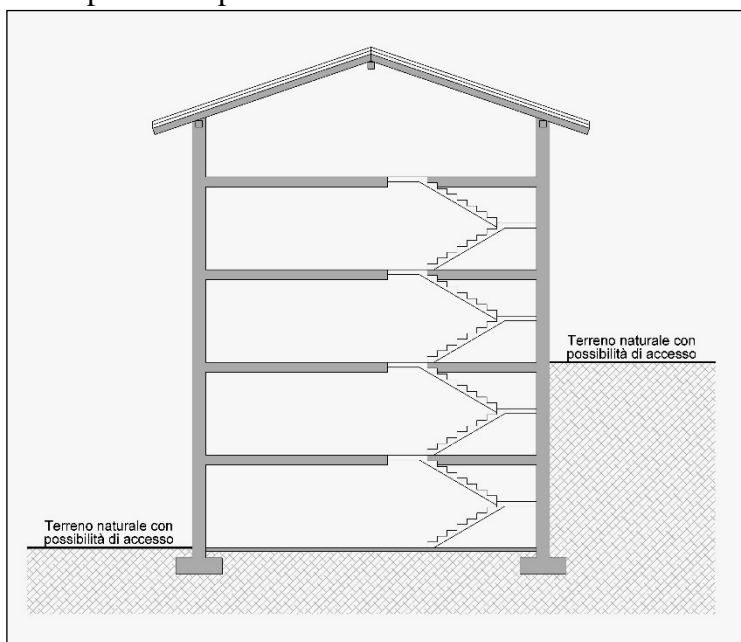 Terreno naturale con
possibilità di accesso
Terreno naturale con
possibilità di accesso